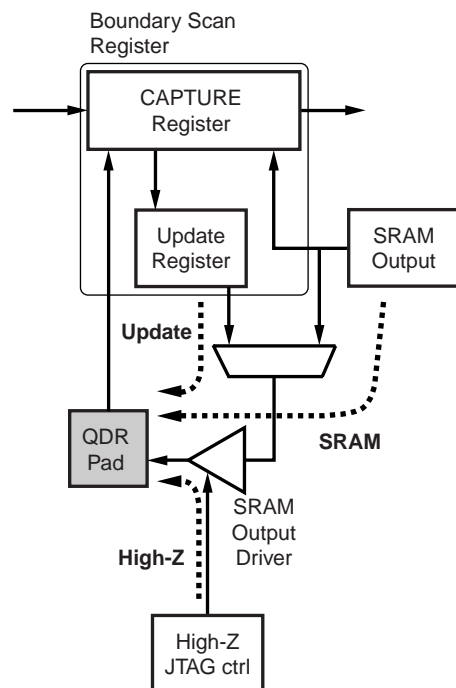 Boundary Scan
Register
CAPTURE
Register
Update
Register
SRAM
Output
Update
SRAM
QDR
Pad
SRAM
Output
Driver
High-Z
High-Z
JTAG ctrl